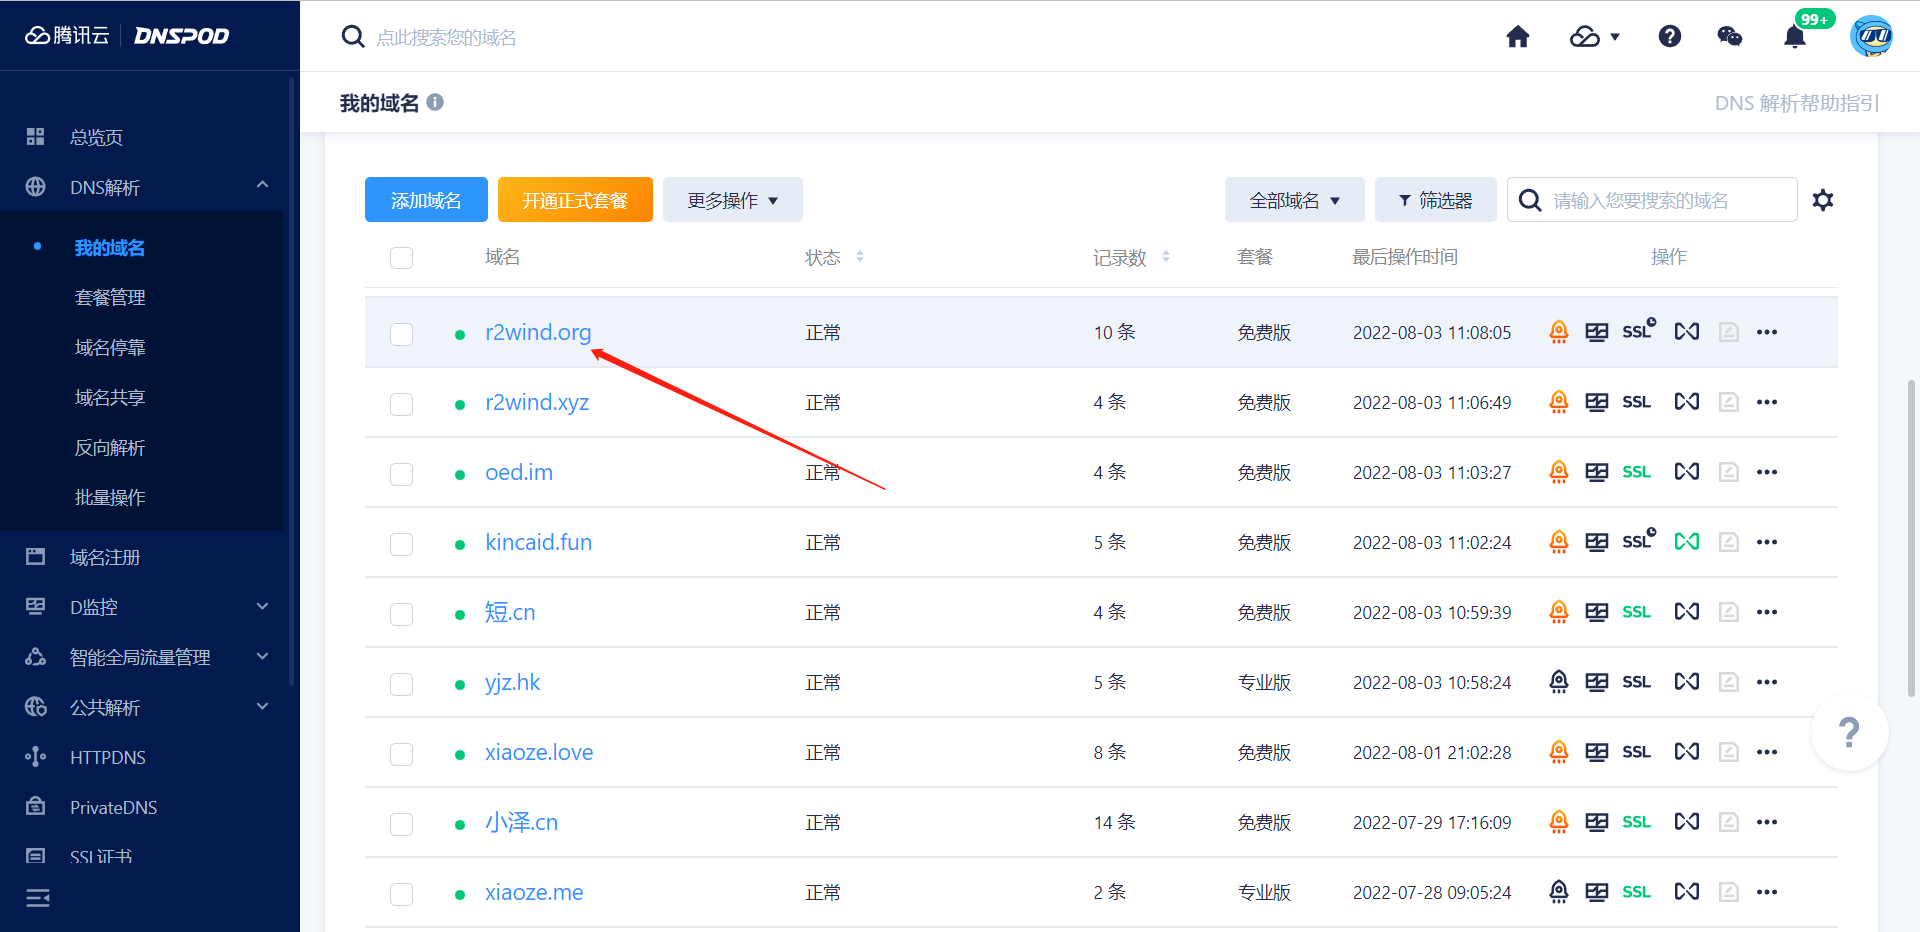 腾讯云 DNSPOD
点此搜索您的域名
99+
我的域名
DNS 解析帮助指引
总览页
DNS解析
我的域名
套餐管理
域名停靠
域名共享
反向解析
批量操作
域名注册
D监控
智能全局流量管理
公共解析
HTTPDNS
PrivateDNS
SSL证书
添加域名 开通正式套餐 更多操作 全部域名 筛选器 请输入您要搜索的域名
域名 状态 记录数 套餐 最后操作时间 操作
r2wind.org 正常 10 条 免费版 2022-08-03 11:08:05 SSL
r2wind.xyz 正常 4 条 免费版 2022-08-03 11:06:49 SSL
oed.im 正常 4 条 免费版 2022-08-03 11:03:27 SSL
kincaid.fun 正常 5 条 免费版 2022-08-03 11:02:24 SSL
短.cn 正常 4 条 免费版 2022-08-03 10:59:39 SSL
yjz.hk 正常 5 条 专业版 2022-08-03 10:58:24 SSL
xiaoze.love 正常 8 条 免费版 2022-08-01 21:02:28 SSL
小泽.cn 正常 14 条 免费版 2022-07-29 17:16:09 SSL
xiaoze.me 正常 2 条 专业版 2022-07-28 09:05:24 SSL
?